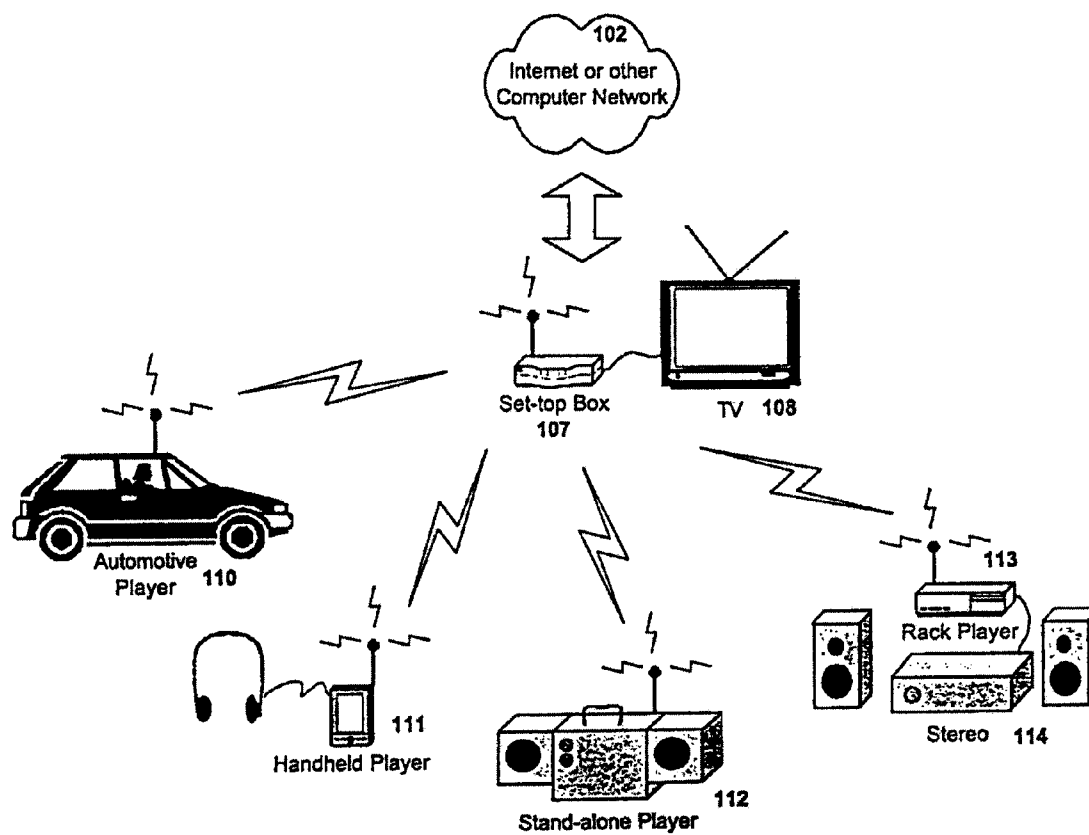 102
Internet or other
Computer Network
Set-top Box
107
TV 108
Automotive
Player 110
113
Rack Player
111
Handheld Player
Stereo 114
112
Stand-alone Player